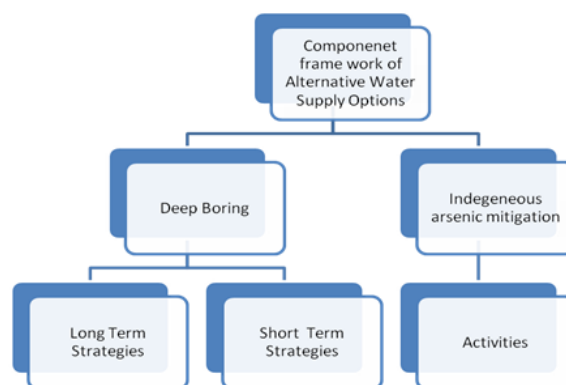 Componenet
frame work of
Alternative Water
Supply Options
Deep Boring
Indegeneous
arsenic mitigation
Long Term
Strategies
Short Term
Strategies
Activities